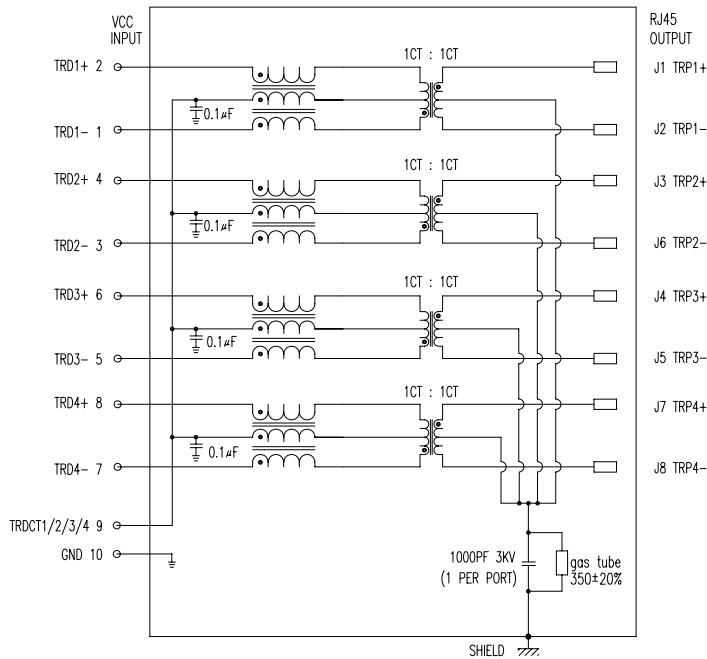 VCC
INPUT
RJ45
OUTPUT
1CT : 1CT
TRD1+ 2
J1 TRP1+
0.1µF
TRD1- 1
J2 TRP1-
1CT : 1CT
TRD2+ 4
J3 TRP2+
0.1µF
TRD2- 3
J6 TRP2-
1CT : 1CT
TRD3+ 6
J4 TRP3+
0.1µF
TRD3- 5
J5 TRP3-
1CT : 1CT
TRD4+ 8
J7 TRP4+
0.1µF
TRD4- 7
J8 TRP4-
TRDCT1/2/3/4 9
GND 10
1000PF 3KV
(1 PER PORT)
gas tube
350±20%
SHIELD